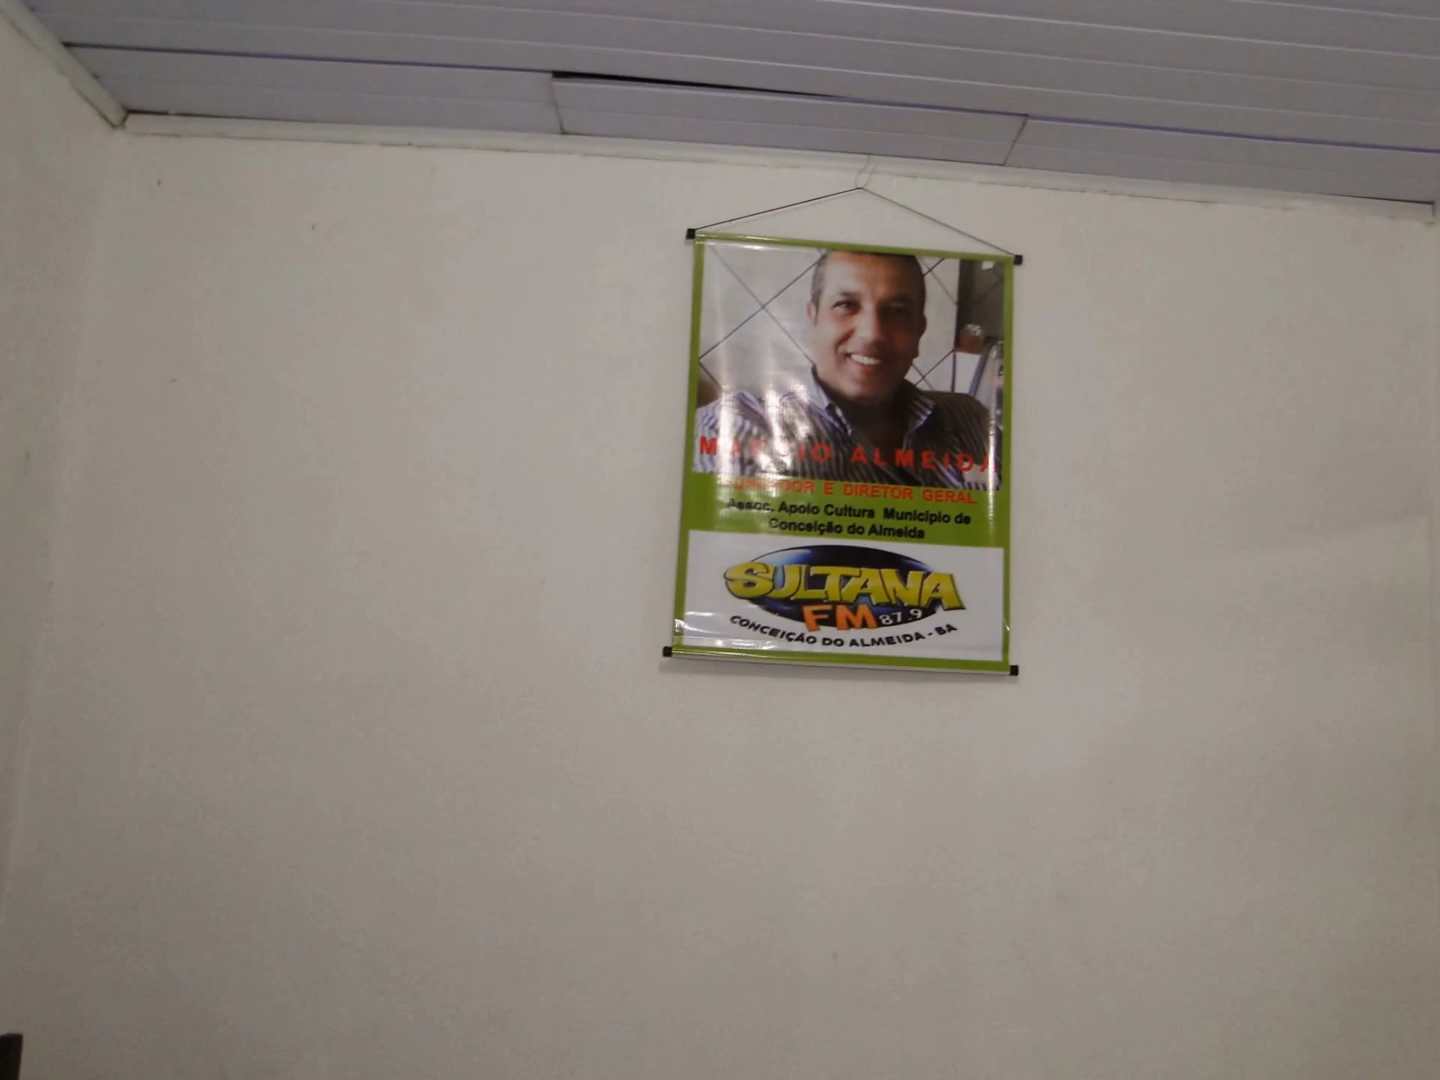 MARCIO ALMEIDA
FUNDADOR E DIRETOR GERAL
Assoc. Apoio Cultura Município de
Conceição do Almeida
SULTANA
FM 87.9
CONCEIÇÃO DO ALMEIDA - BA